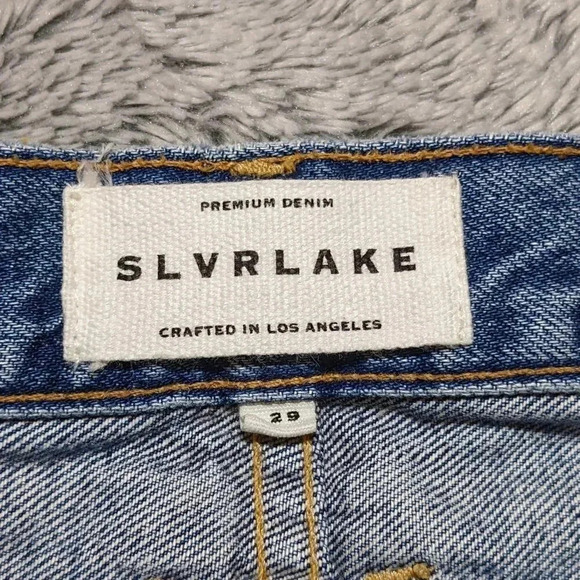 PREMIUM DENIM
SLVRLAKE
CRAFTED IN LOS ANGELES
29